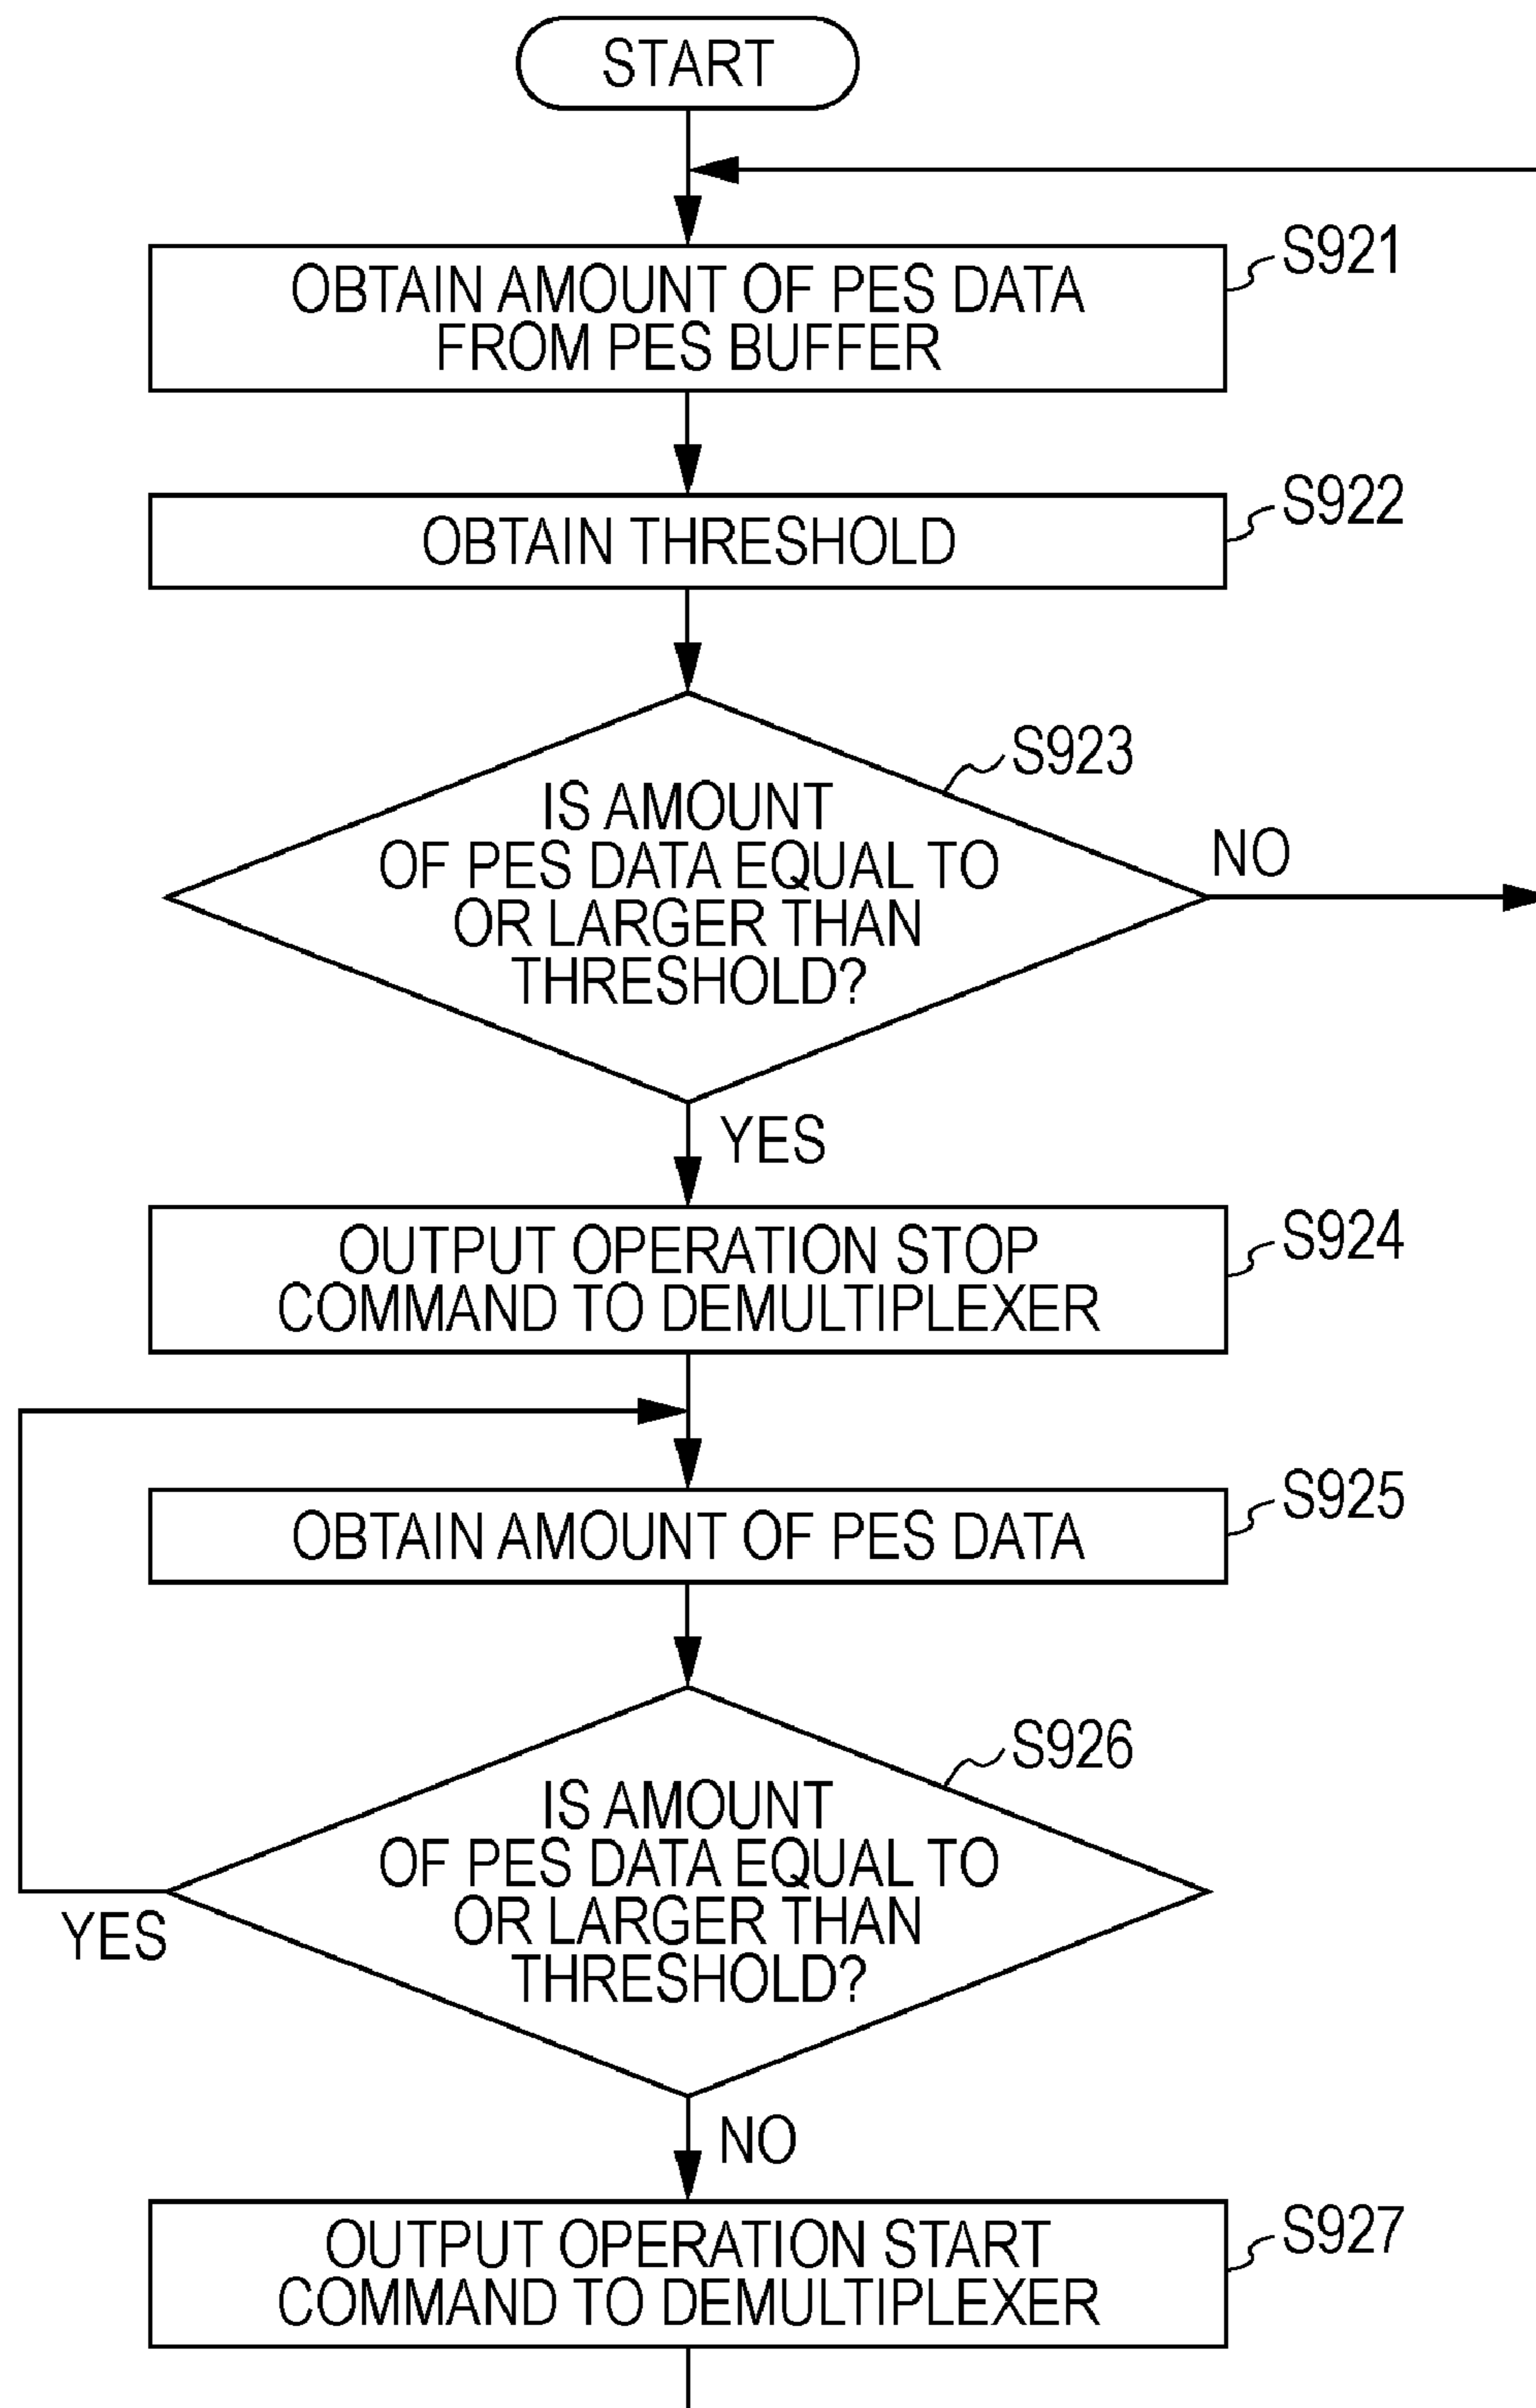 START
S921
OBTAIN AMOUNT OF PES DATA
FROM PES BUFFER
S922
OBTAIN THRESHOLD
S923
IS AMOUNT
OF PES DATA EQUAL TO
OR LARGER THAN
THRESHOLD?
NO
YES
S924
OUTPUT OPERATION STOP
COMMAND TO DEMULTIPLEXER
S925
OBTAIN AMOUNT OF PES DATA
S926
IS AMOUNT
OF PES DATA EQUAL TO
OR LARGER THAN
THRESHOLD?
YES
NO
S927
OUTPUT OPERATION START
COMMAND TO DEMULTIPLEXER